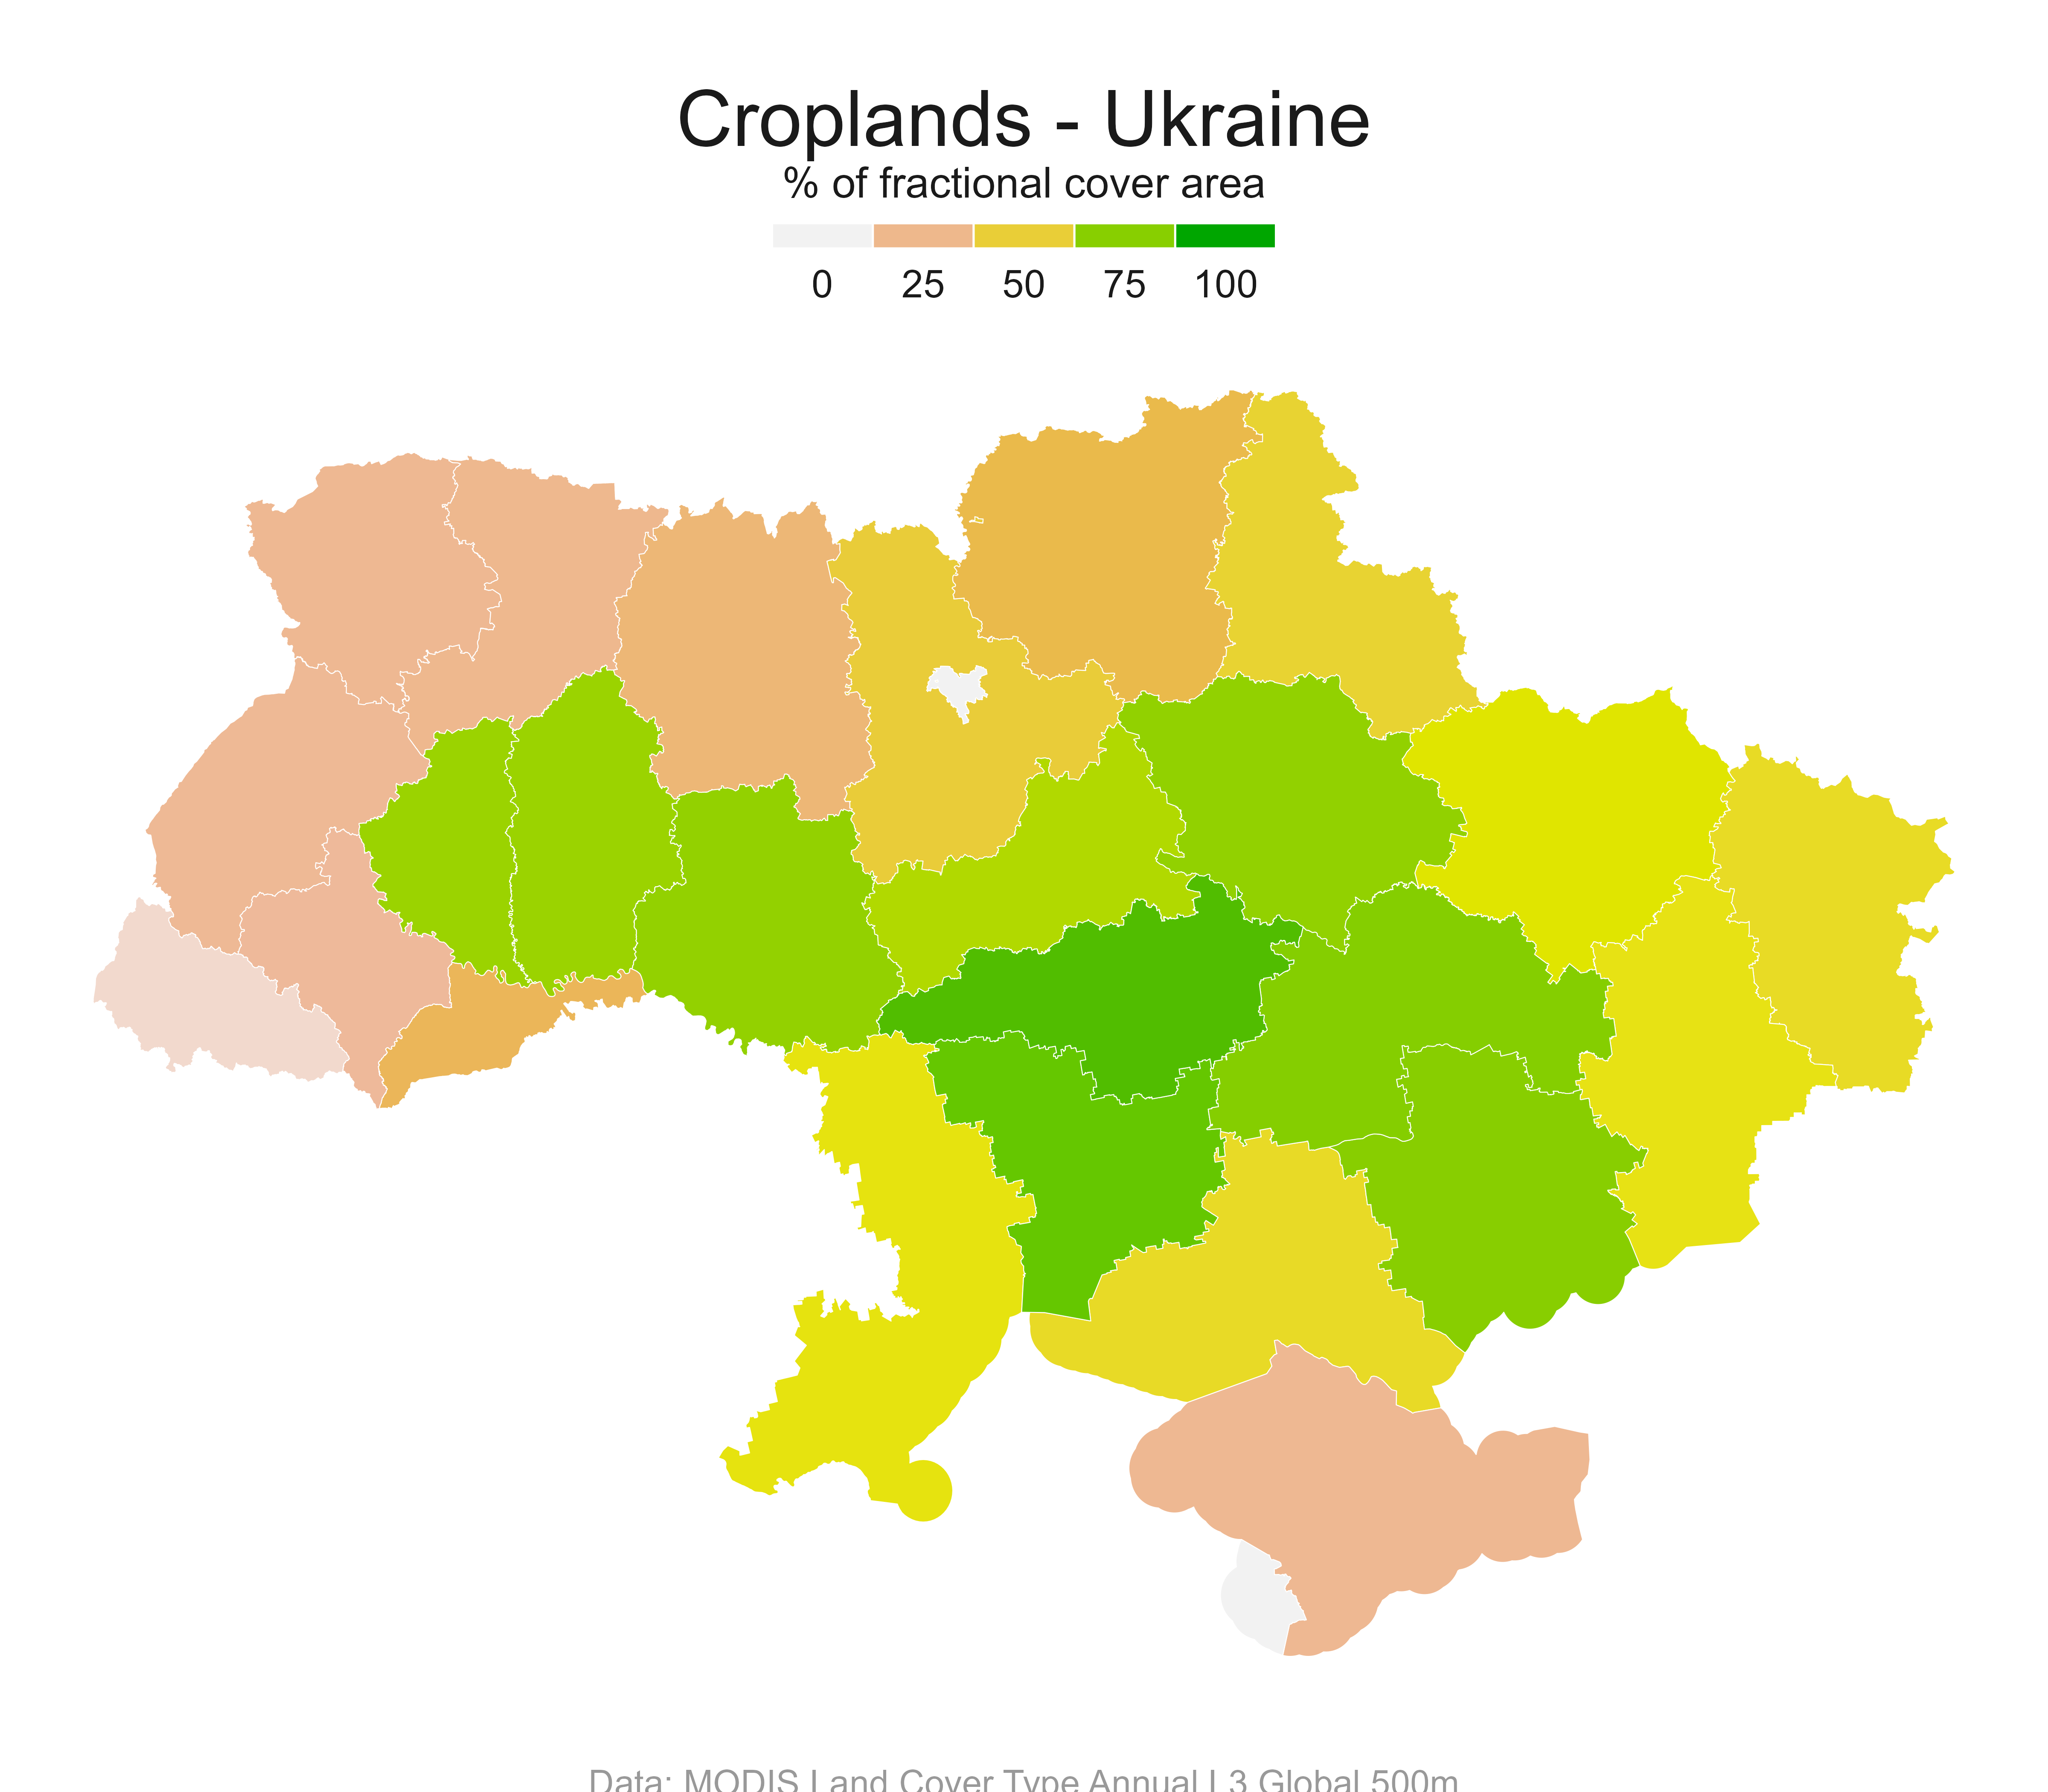 Croplands - Ukraine
% of fractional cover area
0 25 50 75 100
Data: MODIS Land Cover Type Annual L3 Global 500m